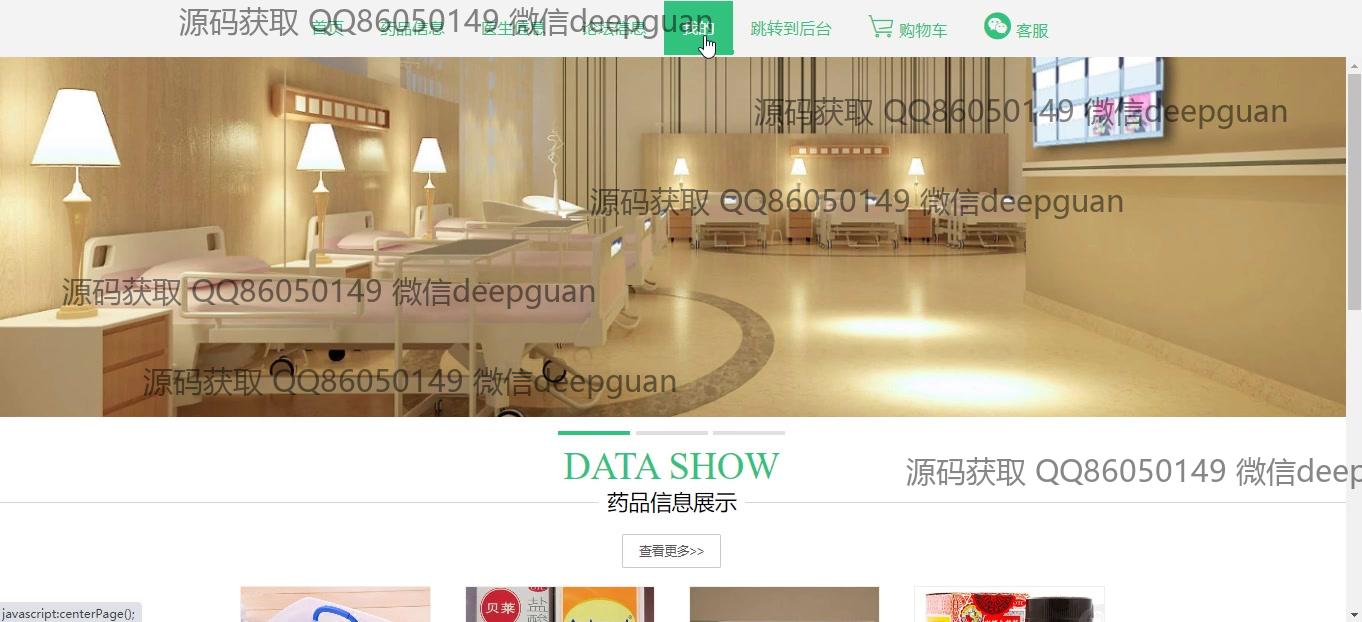 源码获取 QQ86050149 微信deepguan
首页 药品信息 医生信息 论坛信息 我的 跳转到后台 购物车 客服
源码获取 QQ86050149 微信deepguan
源码获取 QQ86050149 微信deepguan
源码获取 QQ86050149 微信deepguan
源码获取 QQ86050149 微信deepguan
DATA SHOW
源码获取 QQ86050149 微信deep
药品信息展示
查看更多>>
贝莱
盐酸
javascript:centerPage();